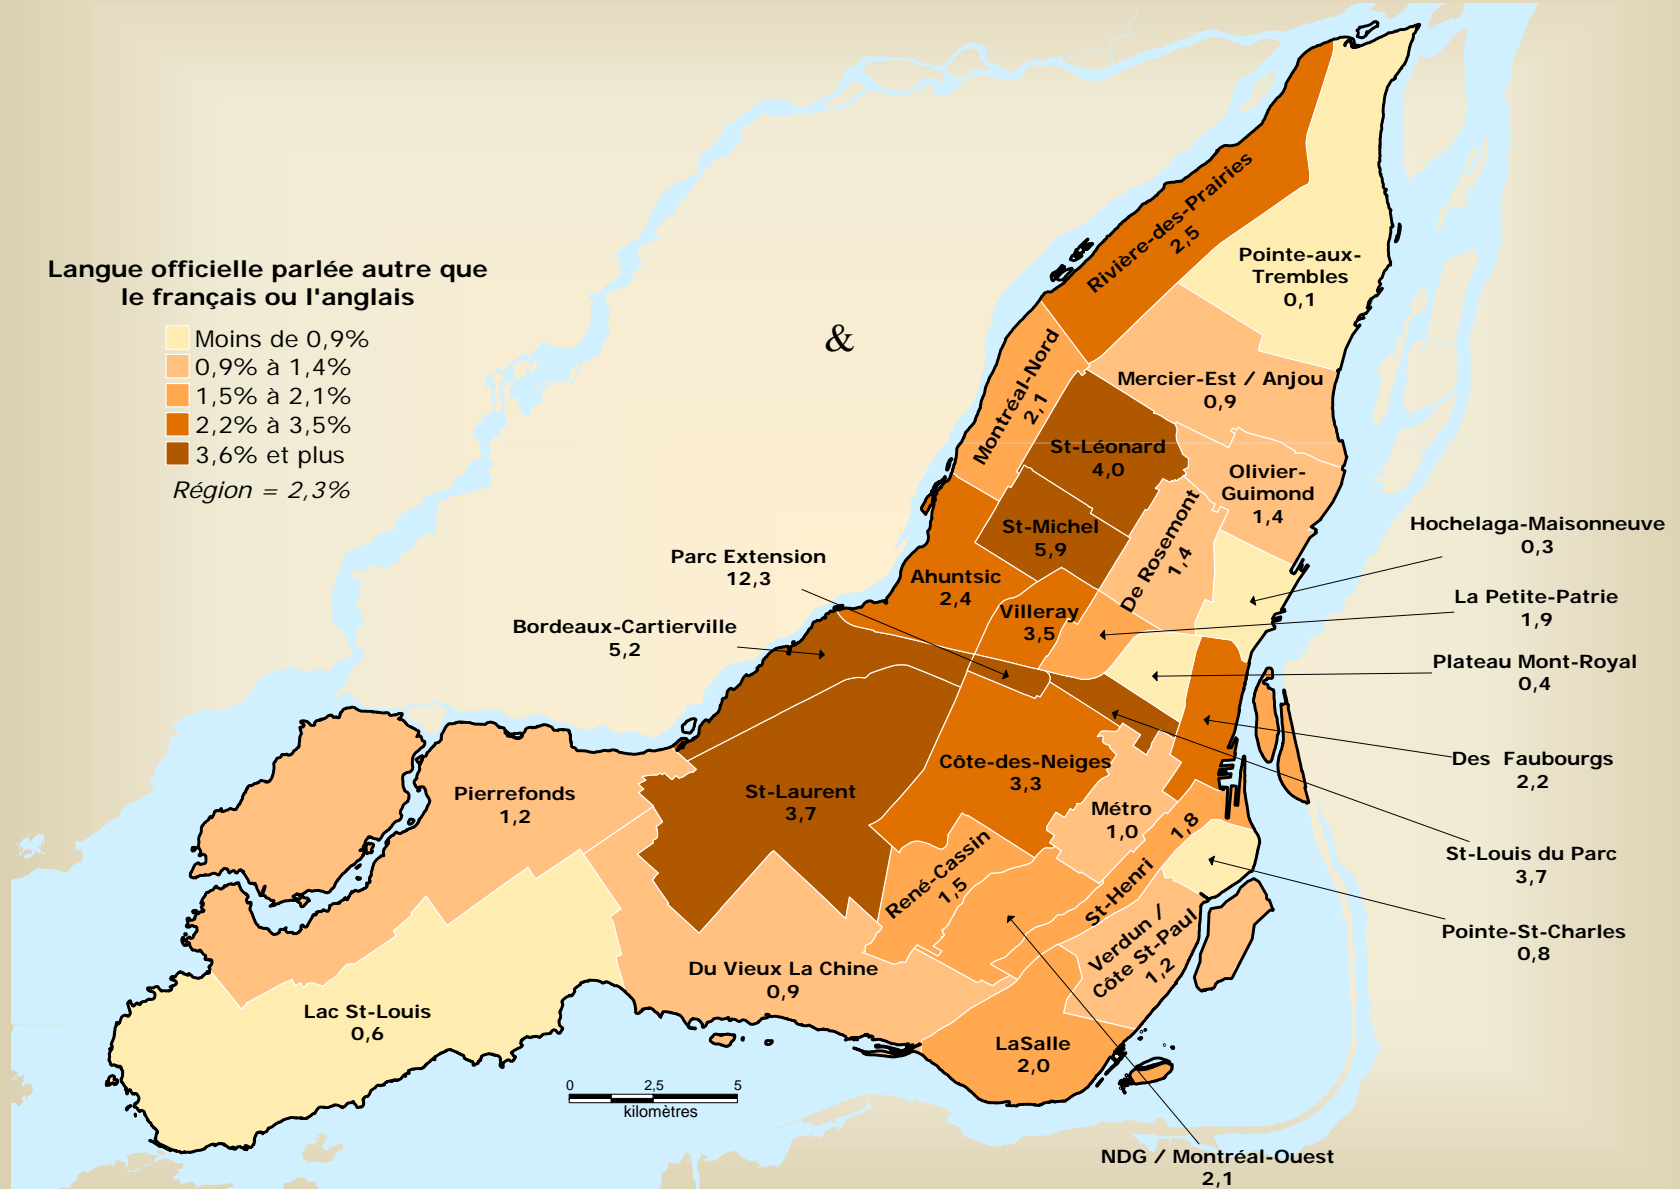 Langue officielle parlée autre que
le français ou l'anglais
Moins de 0,9%
0,9% à 1,4%
1,5% à 2,1%
2,2% à 3,5%
3,6% et plus
Région = 2,3%
&
Rivière-des-Prairies
2,5
Pointe-aux-
Trembles
0,1
Montréal-Nord
2,1
Mercier-Est / Anjou
0,9
St-Léonard
4,0
Olivier-
Guimond
1,4
St-Michel
5,9
De Rosemont
1,4
Hochelaga-Maisonneuve
0,3
Parc Extension
12,3
Ahuntsic
2,4
Villeray
3,5
La Petite-Patrie
1,9
Bordeaux-Cartierville
5,2
Plateau Mont-Royal
0,4
Des Faubourgs
2,2
Côte-des-Neiges
3,3
Pierrefonds
1,2
St-Laurent
3,7
Métro
1,0
St-Louis du Parc
3,7
René-Cassin
1,5
St-Henri
1,8
Pointe-St-Charles
0,8
Verdun /
Côte St-Paul
1,2
Du Vieux La Chine
0,9
Lac St-Louis
0,6
LaSalle
2,0
0 2,5 5
kilomètres
NDG / Montréal-Ouest
2,1